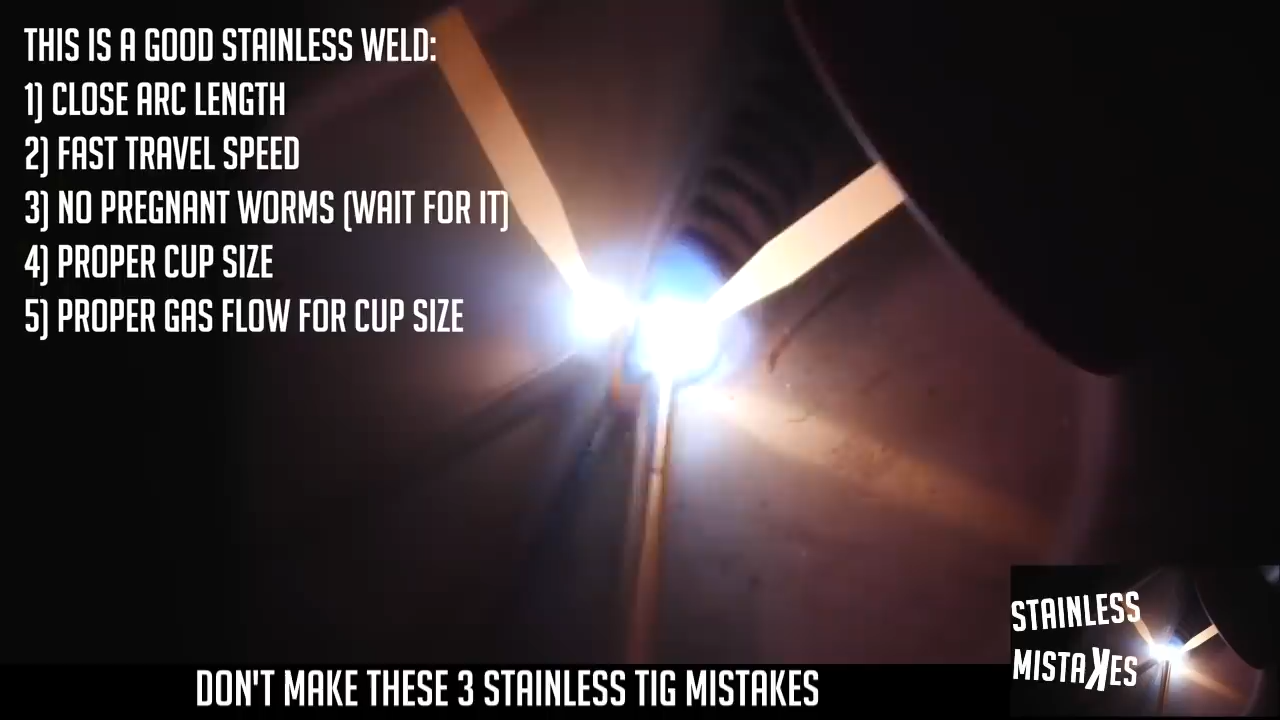 THIS IS A GOOD STAINLESS WELD:
1) CLOSE ARC LENGTH
2) FAST TRAVEL SPEED
3) NO PREGNANT WORMS (WAIT FOR IT)
4) PROPER CUP SIZE
5) PROPER GAS FLOW FOR CUP SIZE
STAINLESS
MISTAKES
DON'T MAKE THESE 3 STAINLESS TIG MISTAKES